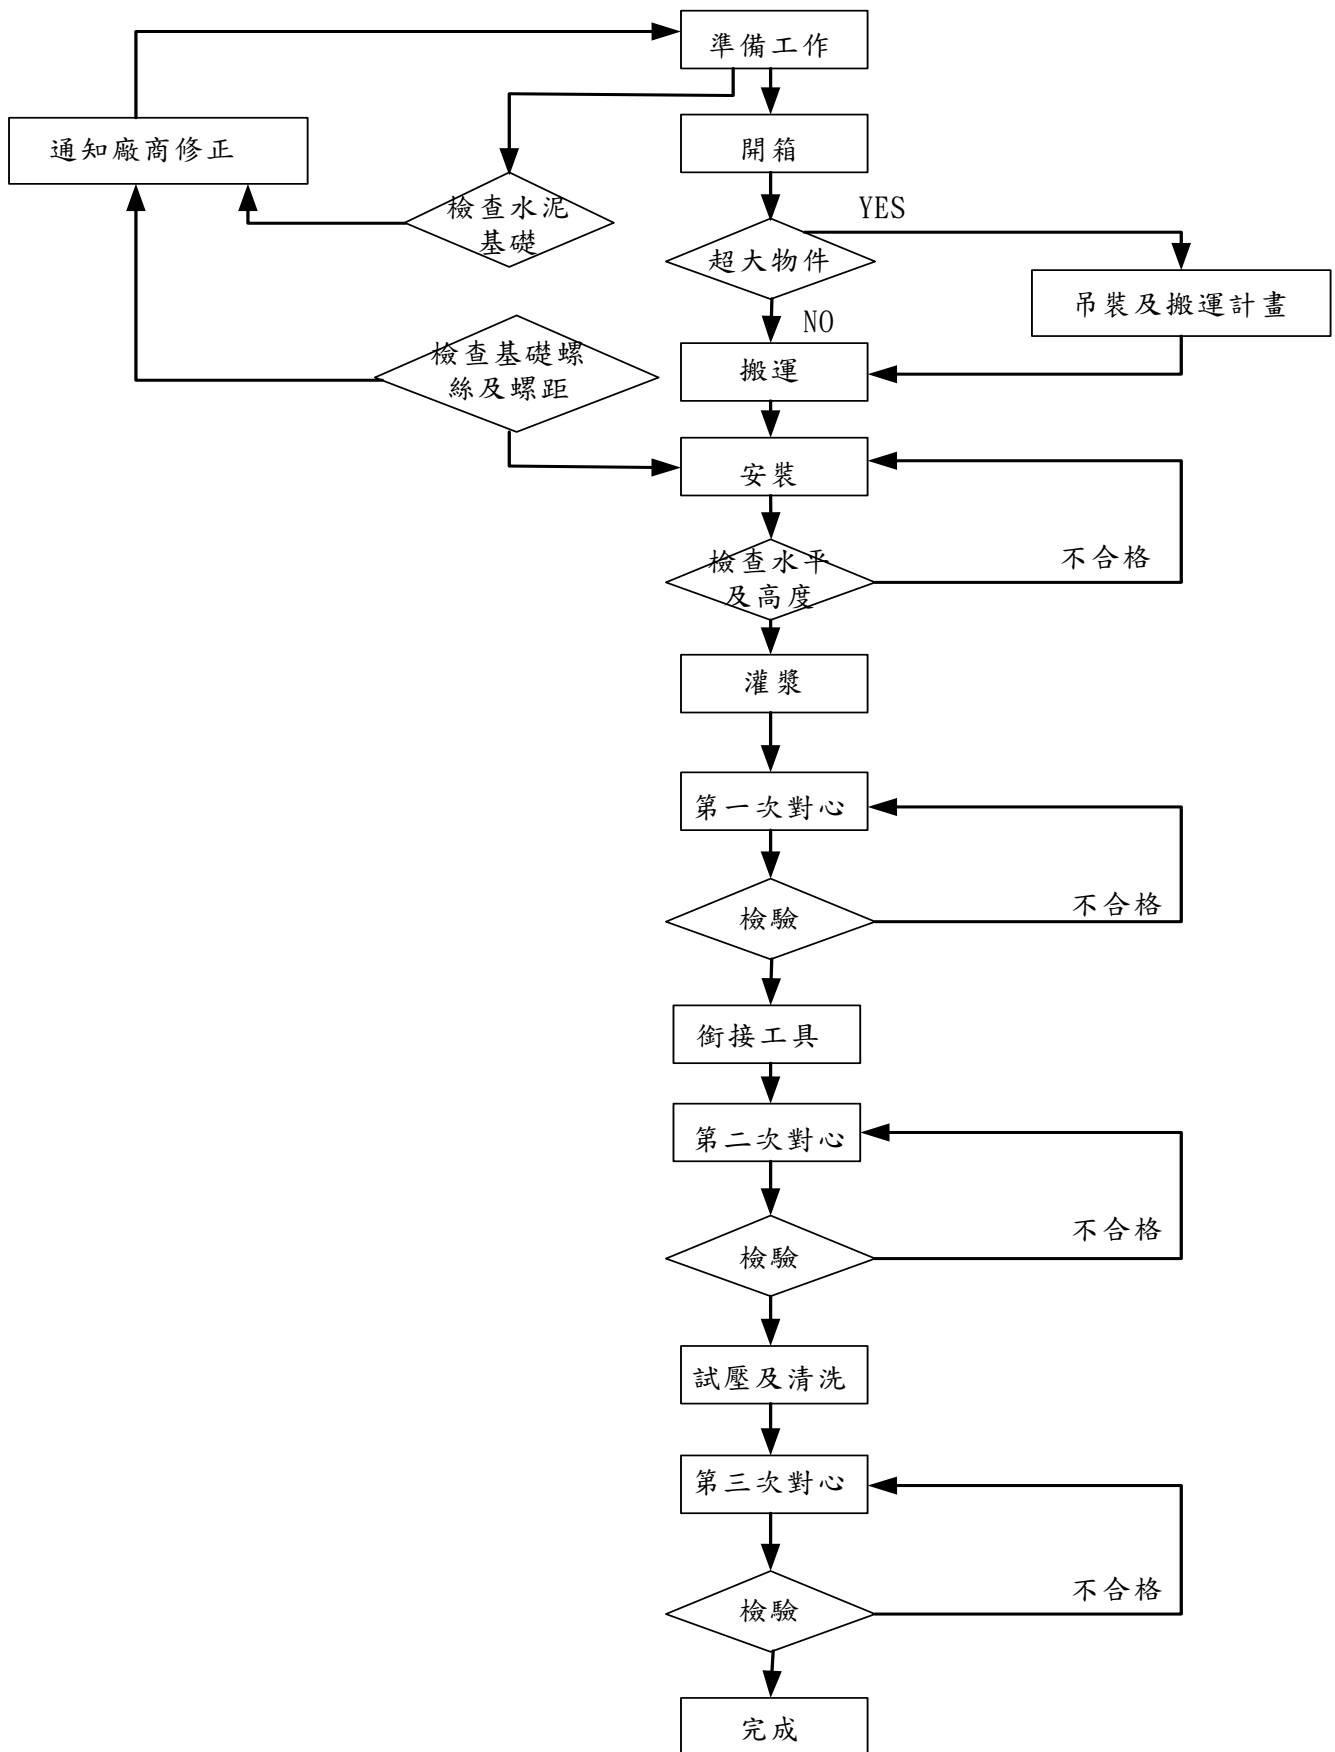 準備工作
通知廠商修正
開箱
檢查水泥
基礎
YES
超大物件
吊裝及搬運計畫
NO
檢查基礎螺
絲及螺距
搬運
安裝
檢查水平
及高度
不合格
灌漿
第一次對心
檢驗
不合格
銜接工具
第二次對心
檢驗
不合格
試壓及清洗
第三次對心
檢驗
不合格
完成